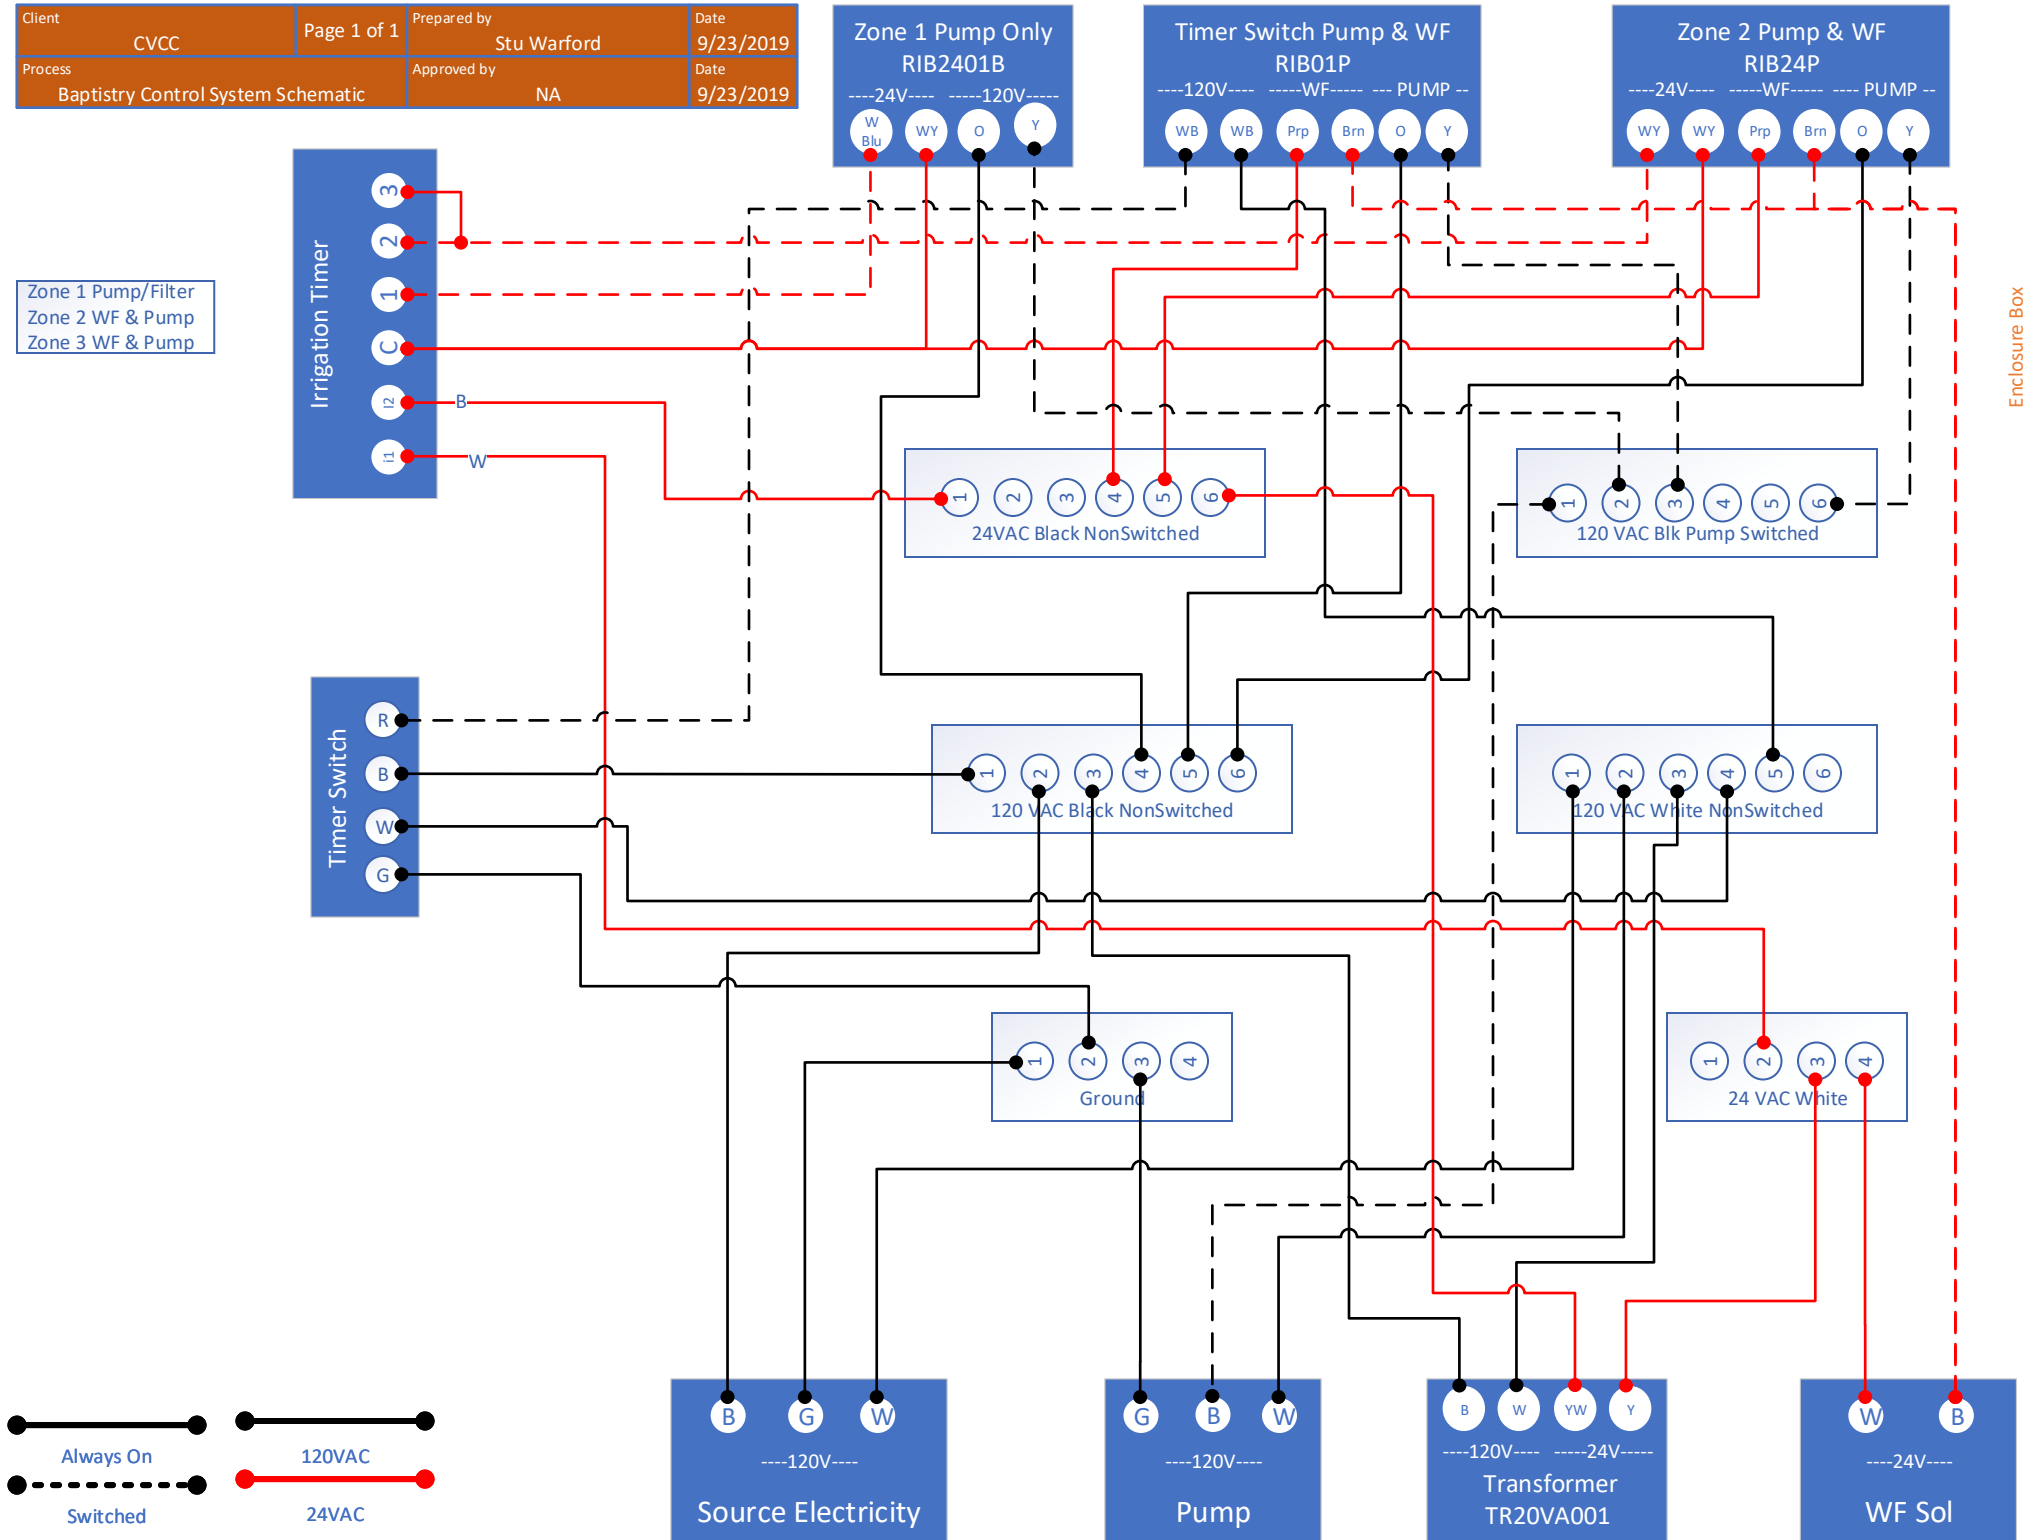 Client
CVCC
Page 1 of 1
Prepared by
Stu Warford
Date
9/23/2019
Process
Baptistry Control System Schematic
Approved by
NA
Date
9/23/2019
Zone 1 Pump Only
RIB2401B
----24V---- -----120V-----
W Blu WY O Y
Timer Switch Pump & WF
RIB01P
----120V---- -----WF----- --- PUMP --
WB WB Prp Brn O Y
Zone 2 Pump & WF
RIB24P
----24V---- -----WF----- ---- PUMP --
WY WY Prp Brn O Y
Irrigation Timer
3
2
1
C
I2
i1
B
W
Zone 1 Pump/Filter
Zone 2 WF & Pump
Zone 3 WF & Pump
Enclosure Box
1 2 3 4 5 6
24VAC Black NonSwitched
1 2 3 4 5 6
120 VAC Blk Pump Switched
Timer Switch
R
B
W
G
1 2 3 4 5 6
120 VAC Black NonSwitched
1 2 3 4 5 6
120 VAC White NonSwitched
1 2 3 4
Ground
1 2 3 4
24 VAC White
B G W
----120V----
Source Electricity
G B W
----120V----
Pump
B W YW Y
----120V---- -----24V-----
Transformer
TR20VA001
W B
----24V----
WF Sol
Always On
120VAC
Switched
24VAC